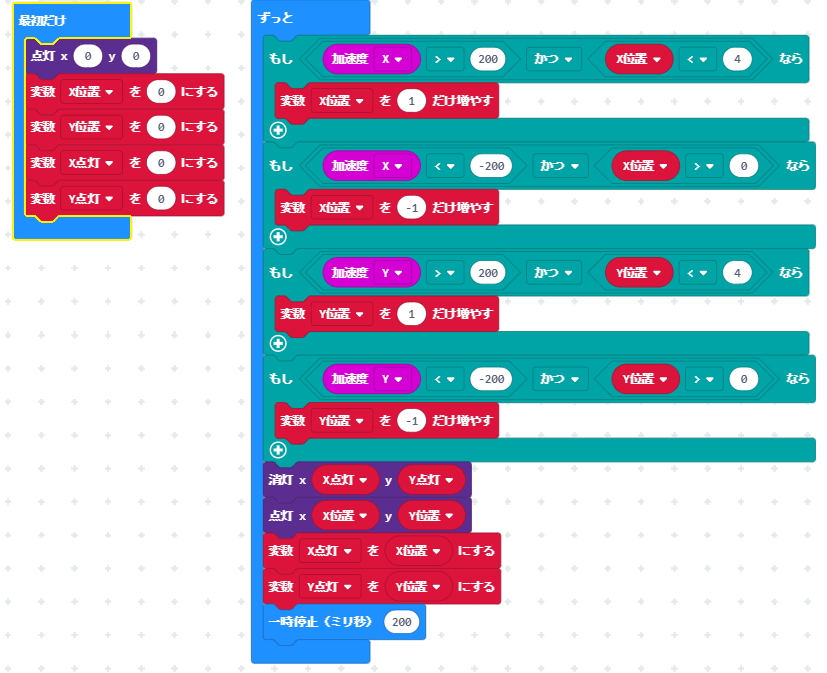 最初だけ
点灯 x 0 y 0
変数 X位置 を 0 にする
変数 Y位置 を 0 にする
変数 X点灯 を 0 にする
変数 Y点灯 を 0 にする
ずっと
もし 加速度 X > 200 かつ X位置 < 4 なら
変数 X位置 を 1 だけ増やす
もし 加速度 X < -200 かつ X位置 > 0 なら
変数 X位置 を -1 だけ増やす
もし 加速度 Y > 200 かつ Y位置 < 4 なら
変数 Y位置 を 1 だけ増やす
もし 加速度 Y < -200 かつ Y位置 > 0 なら
変数 Y位置 を -1 だけ増やす
消灯 x X点灯 y Y点灯
点灯 x X位置 y Y位置
変数 X点灯 を X位置 にする
変数 Y点灯 を Y位置 にする
一時停止（ミリ秒） 200